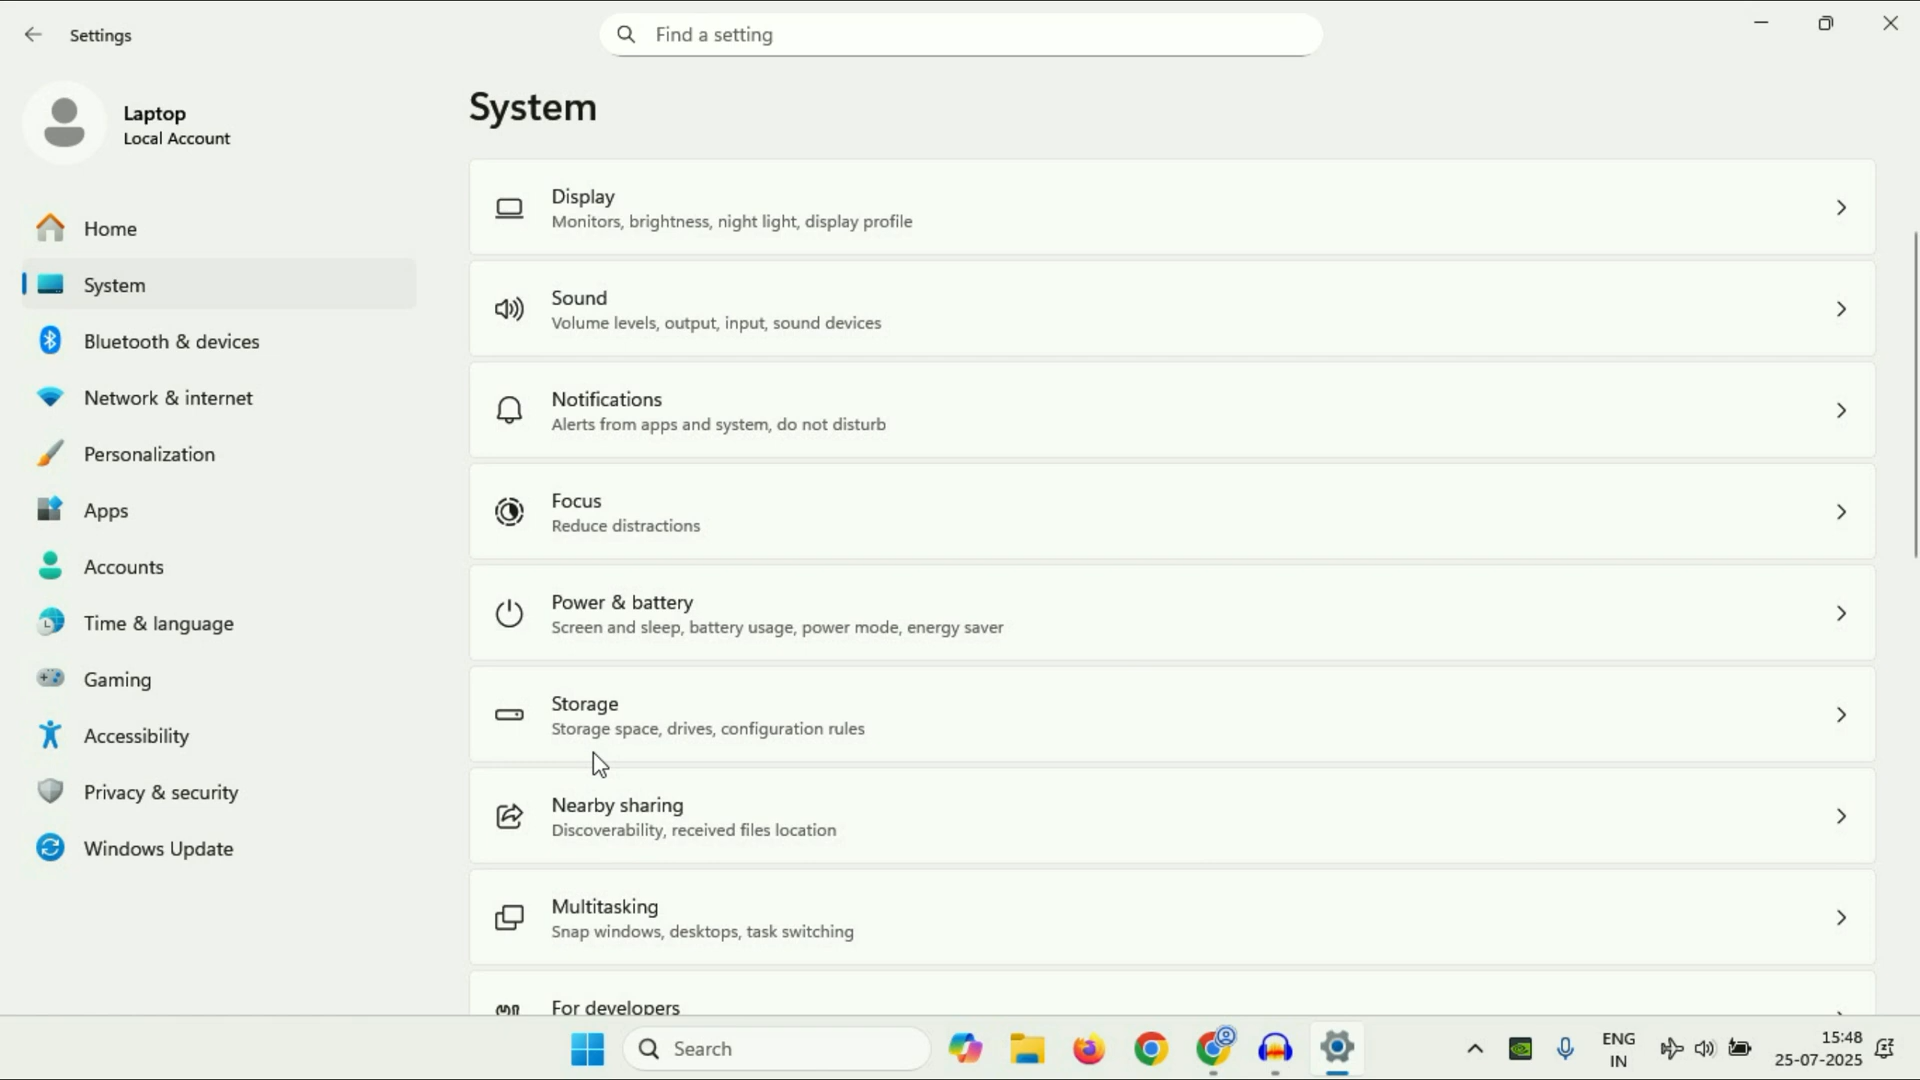 Settings
Find a setting
Laptop
Local Account
Home
System
Bluetooth & devices
Network & internet
Personalization
Apps
Accounts
Time & language
Gaming
Accessibility
Privacy & security
Windows Update
System
Display
Monitors, brightness, night light, display profile
Sound
Volume levels, output, input, sound devices
Notifications
Alerts from apps and system, do not disturb
Focus
Reduce distractions
Power & battery
Screen and sleep, battery usage, power mode, energy saver
Storage
Storage space, drives, configuration rules
Nearby sharing
Discoverability, received files location
Multitasking
Snap windows, desktops, task switching
For developers
Search
ENG
IN
15:48
25-07-2025